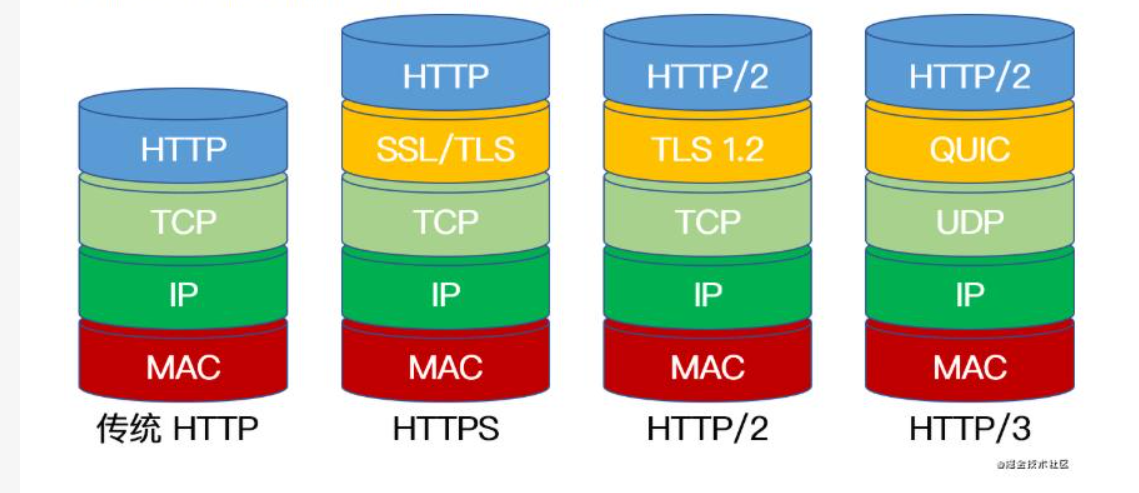 HTTP
TCP
IP
MAC
传统 HTTP
HTTP
SSL/TLS
TCP
IP
MAC
HTTPS
HTTP/2
TLS 1.2
TCP
IP
MAC
HTTP/2
HTTP/2
QUIC
UDP
IP
MAC
HTTP/3
@掘金技术社区